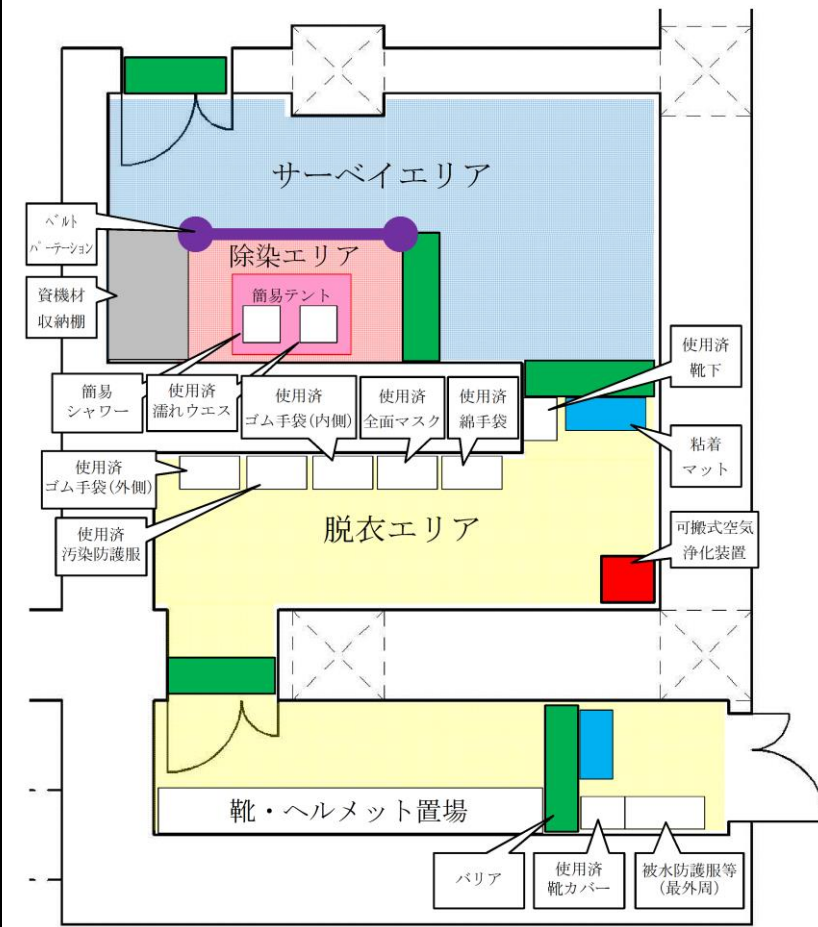 サーベイエリア
ベルト
パーテーション
除染エリア
資機材
収納棚
簡易テント
使用済
靴下
簡易
シャワー
使用済
濡れウエス
使用済
ゴム手袋(内側)
使用済
全面マスク
使用済
綿手袋
粘着
マット
使用済
ゴム手袋(外側)
使用済
汚染防護服
脱衣エリア
可搬式空気
浄化装置
靴・ヘルメット置場
バリア
使用済
靴カバー
被水防護服等
(最外周)